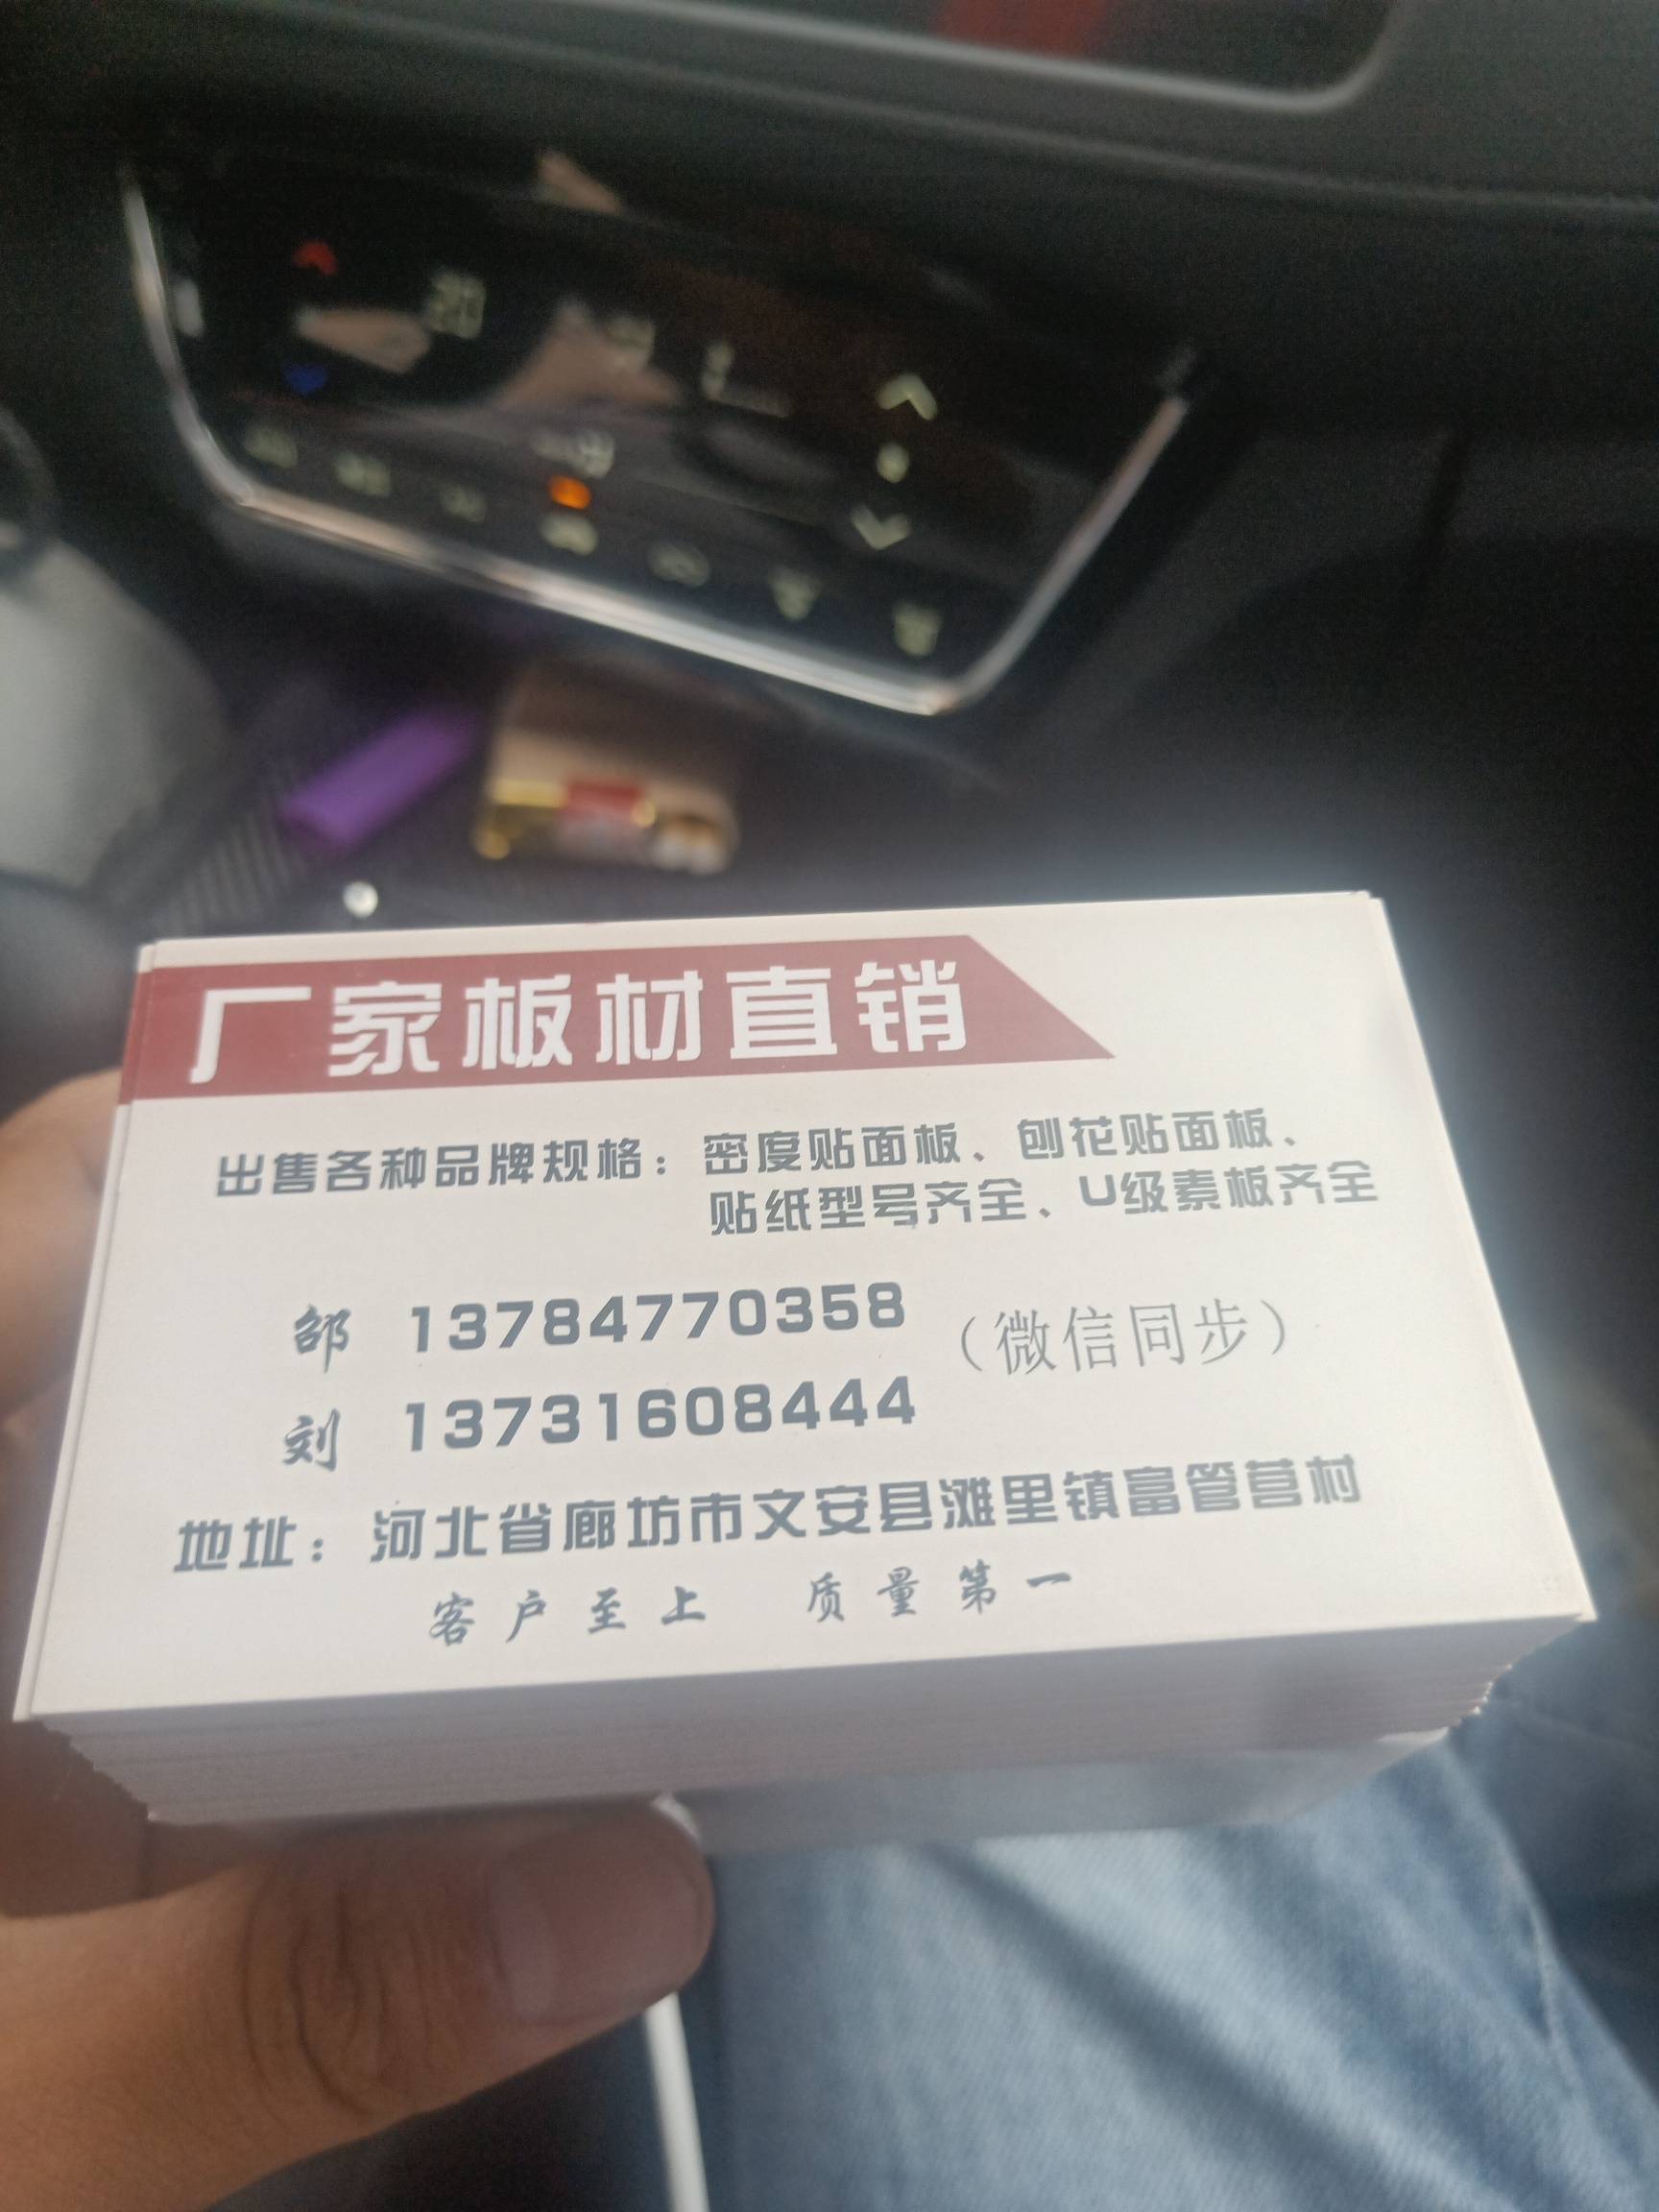 厂家板材直销
出售各种品牌规格：密度贴面板、刨花贴面板、
贴纸型号齐全、U级素板齐全
邰 13784770358
（微信同步）
刘 13731608444
地址：河北省廊坊市文安县滩里镇富管营村
客户至上 质量第一